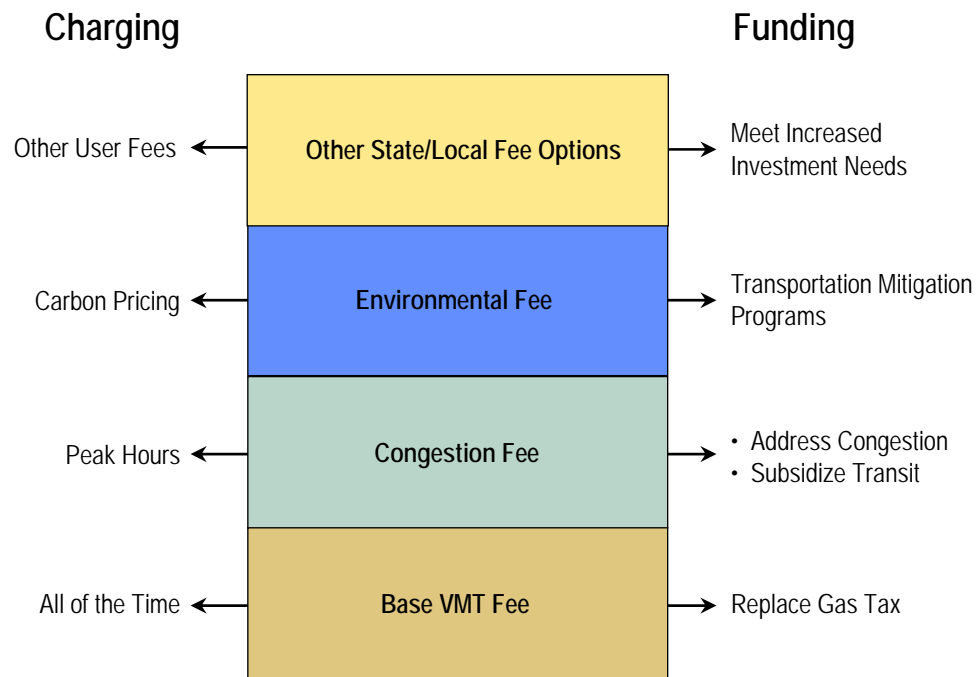 Charging
Funding
Other User Fees
Other State/Local Fee Options
Meet Increased
Investment Needs
Carbon Pricing
Environmental Fee
Transportation Mitigation
Programs
Peak Hours
Congestion Fee
• Address Congestion
• Subsidize Transit
All of the Time
Base VMT Fee
Replace Gas Tax